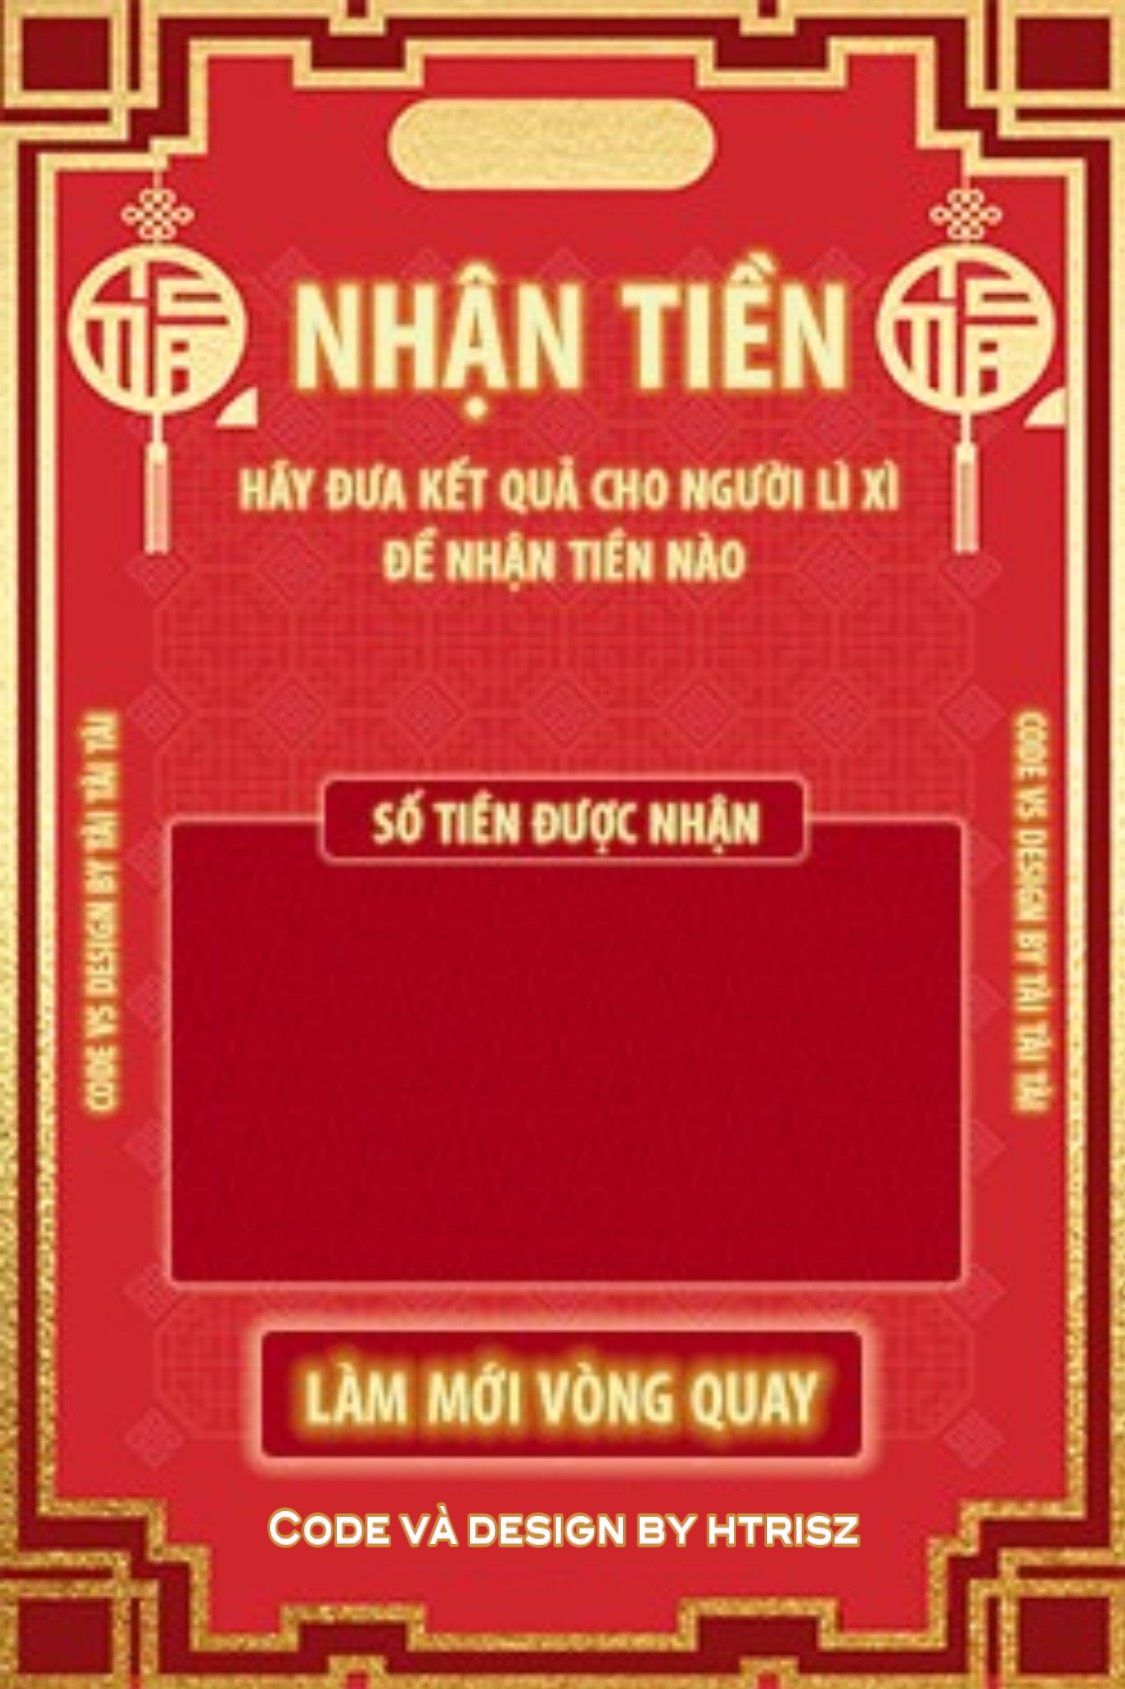 NHẬN TIỀN
HÃY ĐƯA KẾT QUẢ CHO NGƯỜI LÌ XÌ
ĐỂ NHẬN TIỀN NÀO
CODE VS DESIGN BY TÀI TÀI TÀI
CODE VS DESIGN BY TÀI TÀI TÀI
SỐ TIỀN ĐƯỢC NHẬN
LÀM MỚI VÒNG QUAY
CODE VÀ DESIGN BY HTRISZ